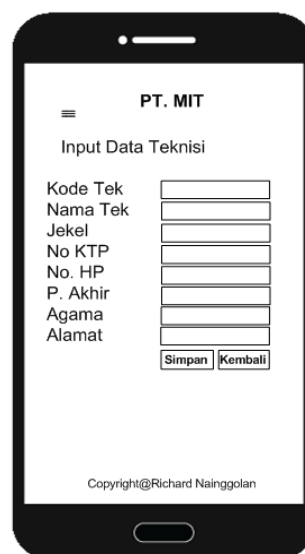 PT. MIT
Input Data Teknisi
Kode Tek
Nama Tek
Jekel
No KTP
No. HP
P. Akhir
Agama
Alamat
Simpan Kembali
Copyright@Richard Nainggolan